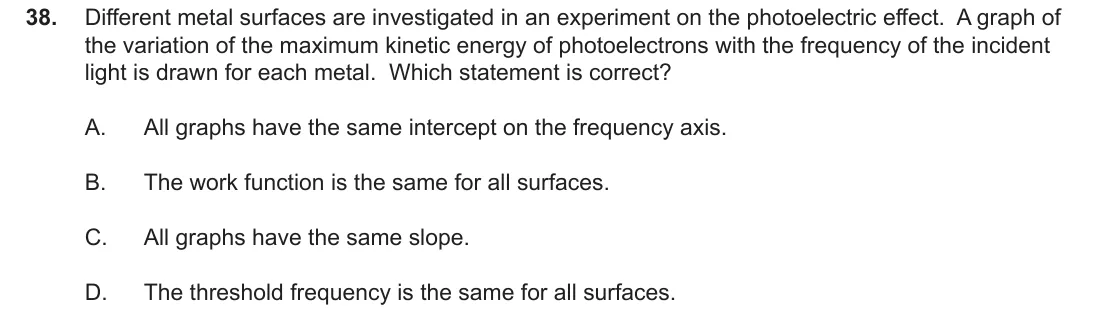 38. Different metal surfaces are investigated in an experiment on the photoelectric effect. A graph of
the variation of the maximum kinetic energy of photoelectrons with the frequency of the incident
light is drawn for each metal. Which statement is correct?
A. All graphs have the same intercept on the frequency axis.
B. The work function is the same for all surfaces.
C. All graphs have the same slope.
D. The threshold frequency is the same for all surfaces.